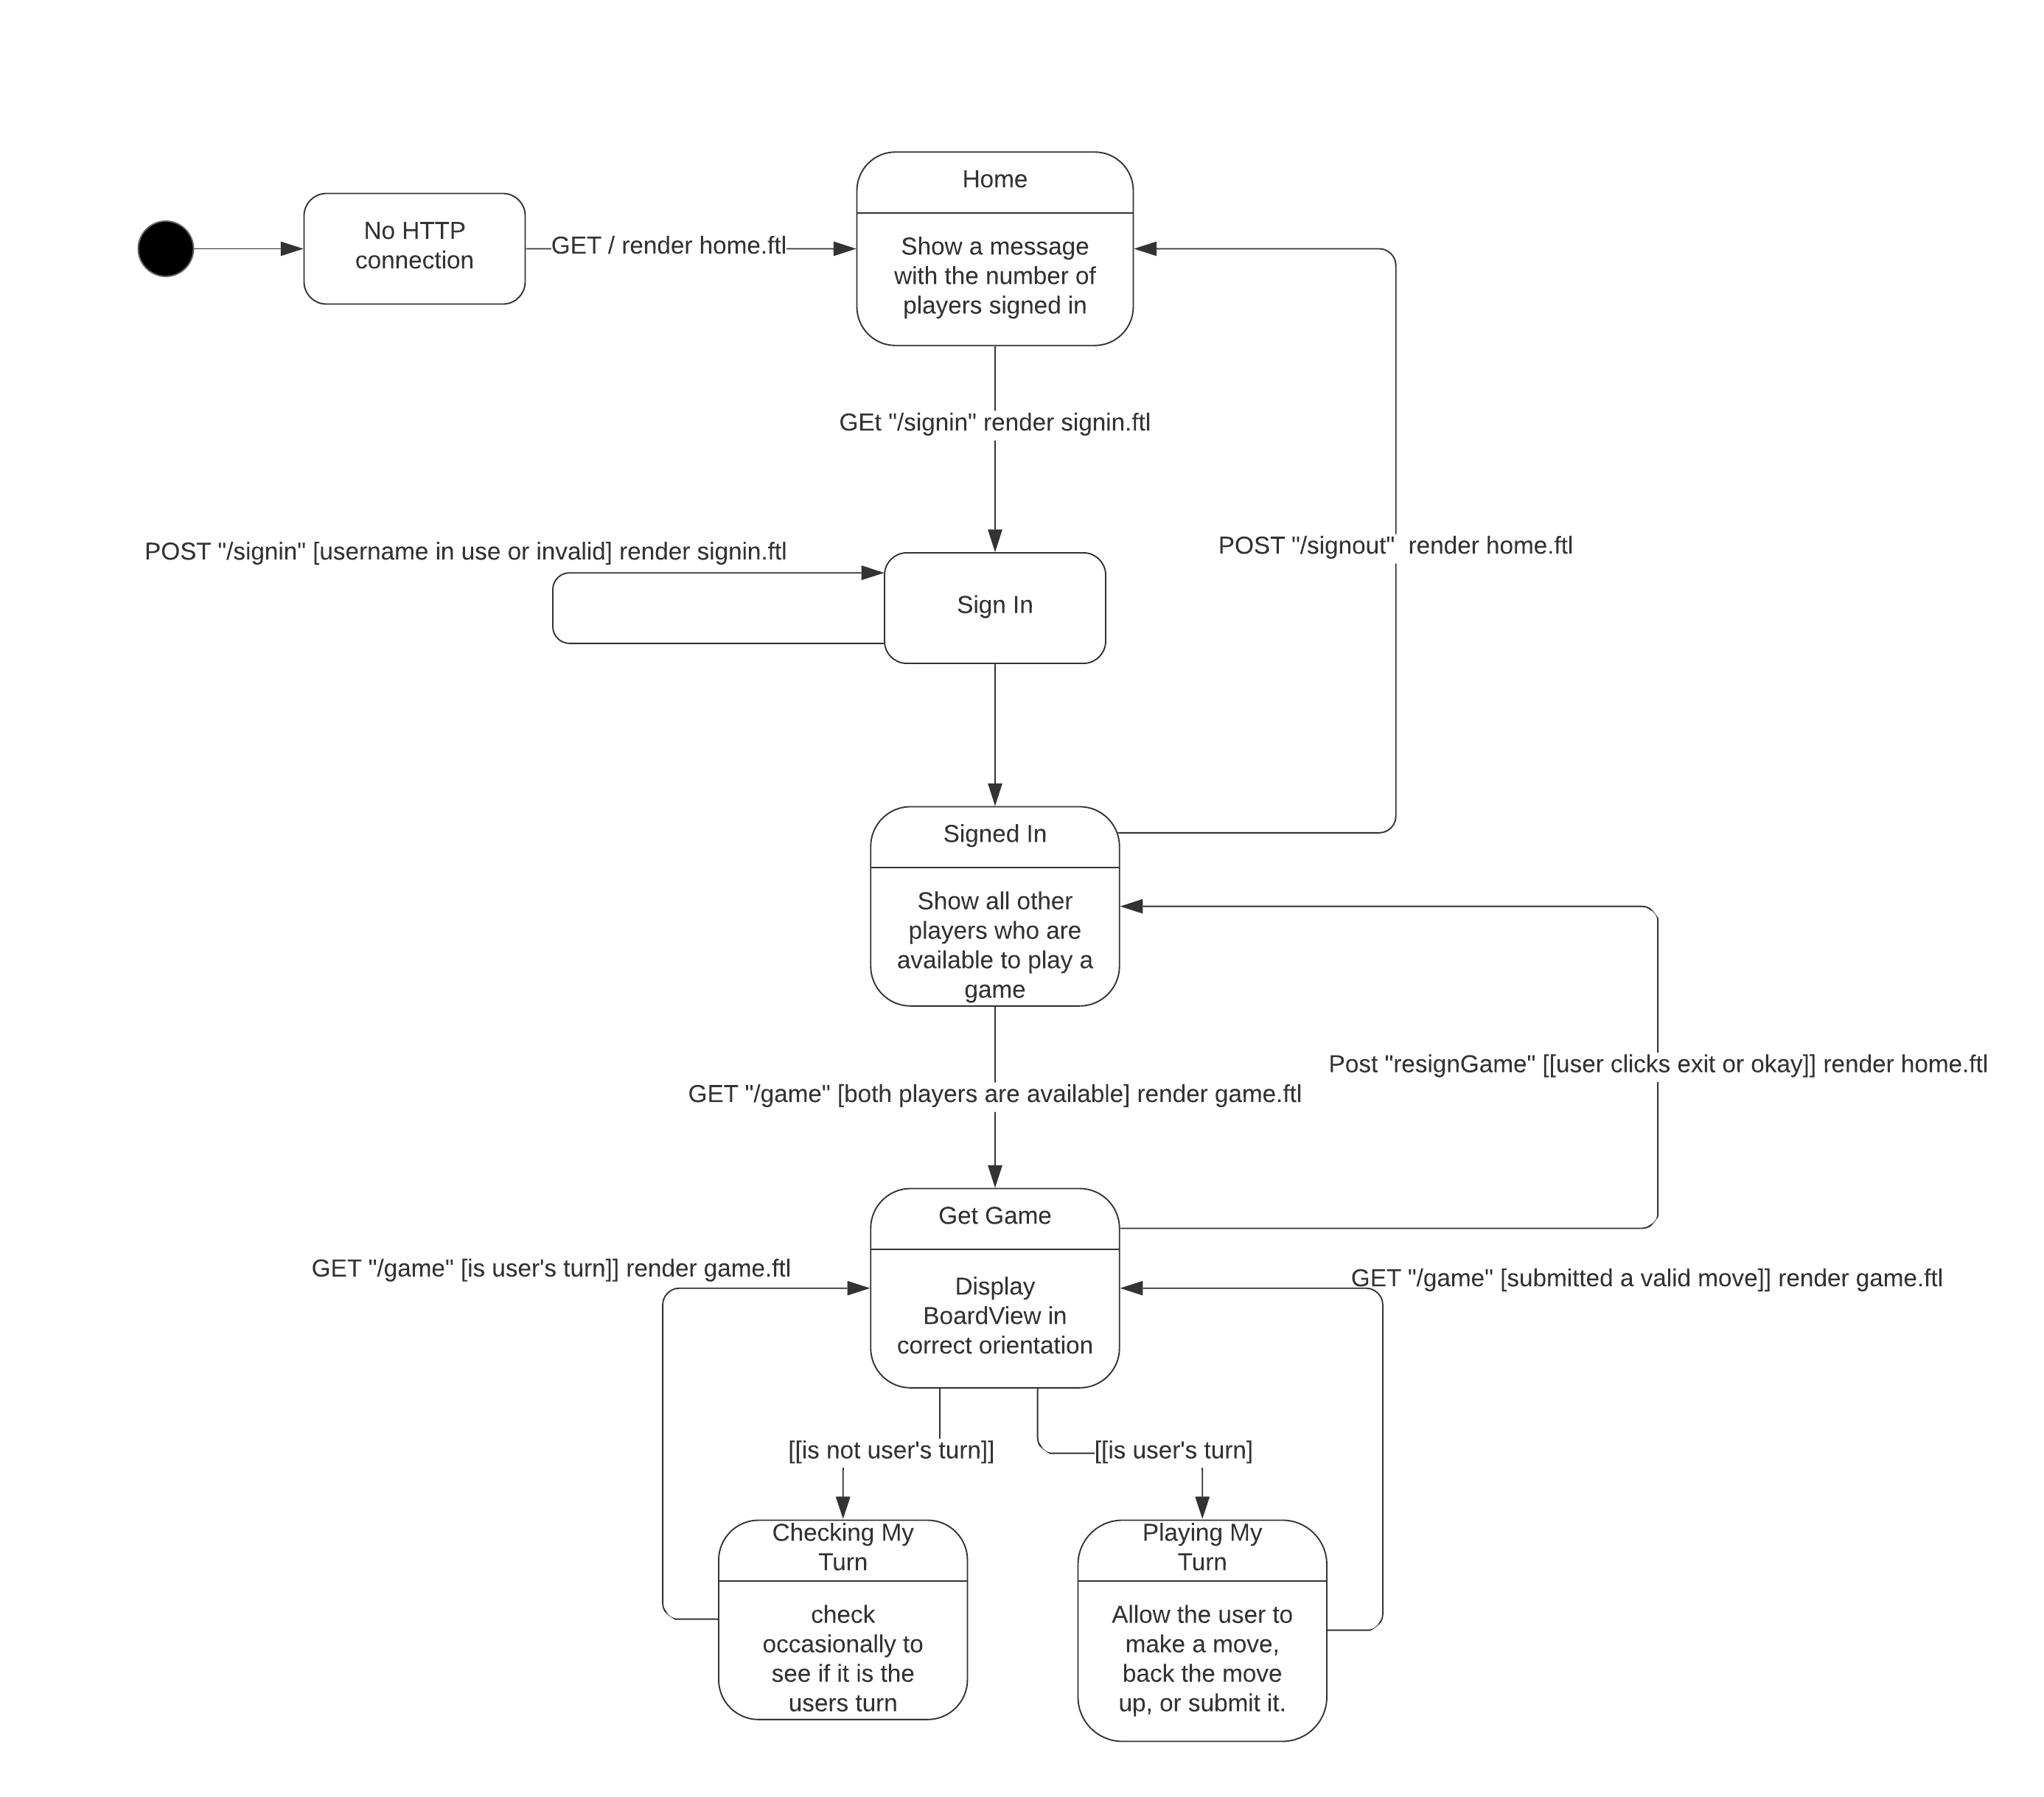 Home
No HTTP
connection
GET / render home.ftl
Show a message
with the number of
players signed in
GEt "/signin" render signin.ftl
POST "/signin" [username in use or invalid] render signin.ftl
POST "/signout"  render home.ftl
Sign In
Signed In
Show all other
players who are
available to play a
game
Post "resignGame" [[user clicks exit or okay]] render home.ftl
GET "/game" [both players are available] render game.ftl
Get Game
GET "/game" [is user's turn]] render game.ftl
GET "/game" [submitted a valid move]] render game.ftl
Display
BoardView in
correct orientation
[[is not user's turn]]
[[is user's turn]
Checking My
Turn
check
occasionally to
see if it is the
users turn
Playing My
Turn
Allow the user to
make a move,
back the move
up, or submit it.